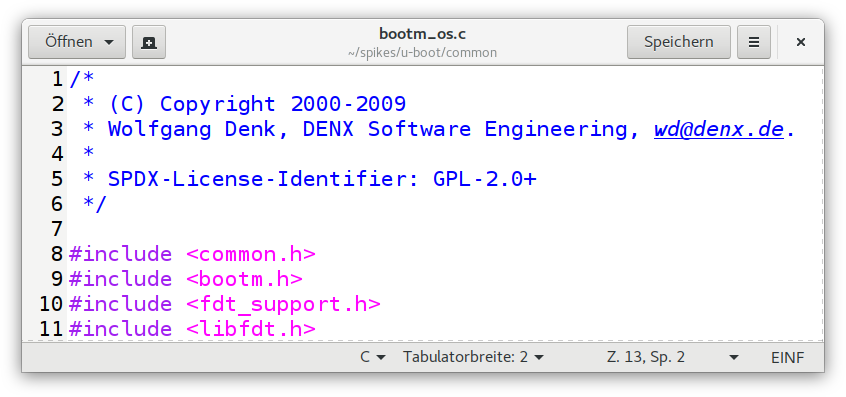 Öffnen
bootm_os.c
~/spikes/u-boot/common
Speichern
1 /*
2  * (C) Copyright 2000-2009
3  * Wolfgang Denk, DENX Software Engineering, wd@denx.de.
4  *
5  * SPDX-License-Identifier: GPL-2.0+
6  */
7
8 #include <common.h>
9 #include <bootm.h>
10 #include <fdt_support.h>
11 #include <libfdt.h>
C Tabulatorbreite: 2 Z. 13, Sp. 2 EINF